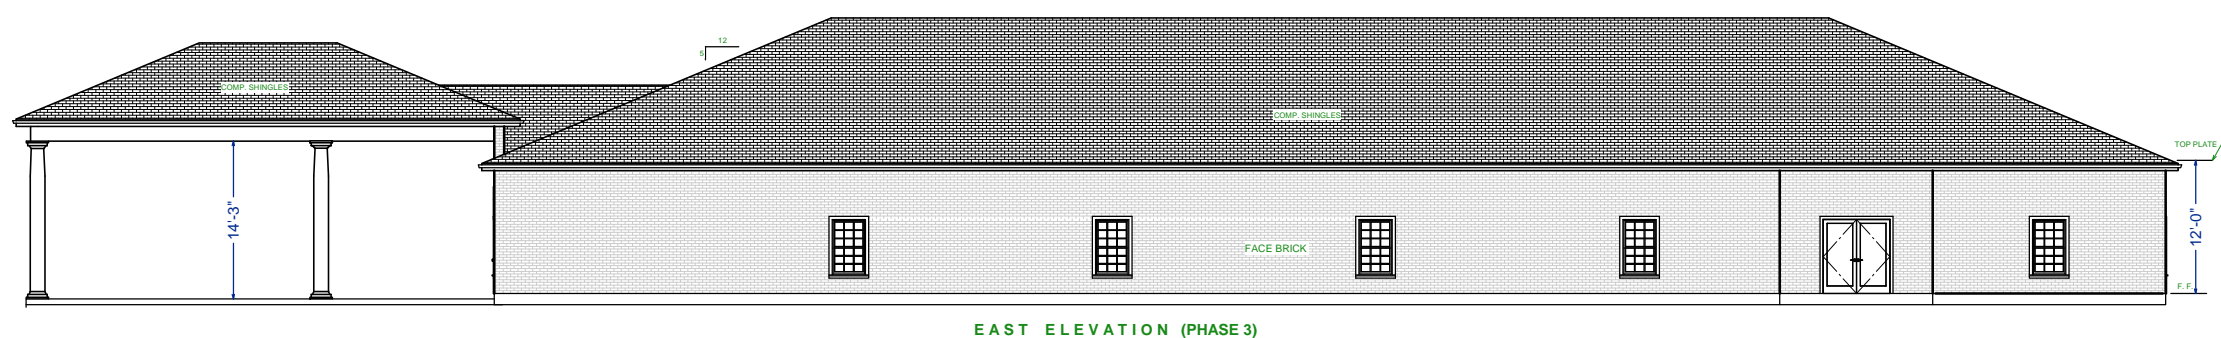 12
5
COMP. SHINGLES
COMP. SHINGLES
TOP PLATE
14'-3"
12'-0"
FACE BRICK
F. F.
EAST ELEVATION (PHASE 3)